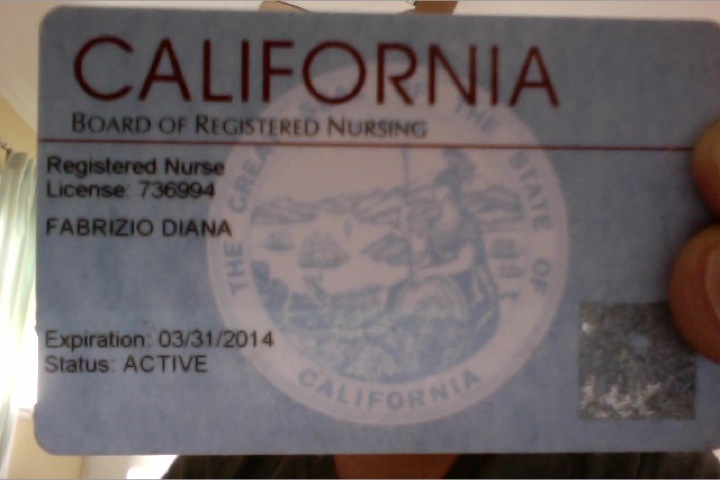 CALIFORNIA
BOARD OF REGISTERED NURSING
Registered Nurse
License: 736994
FABRIZIO DIANA
Expiration: 03/31/2014
Status: ACTIVE
THE GREAT SEAL OF THE STATE OF
CALIFORNIA